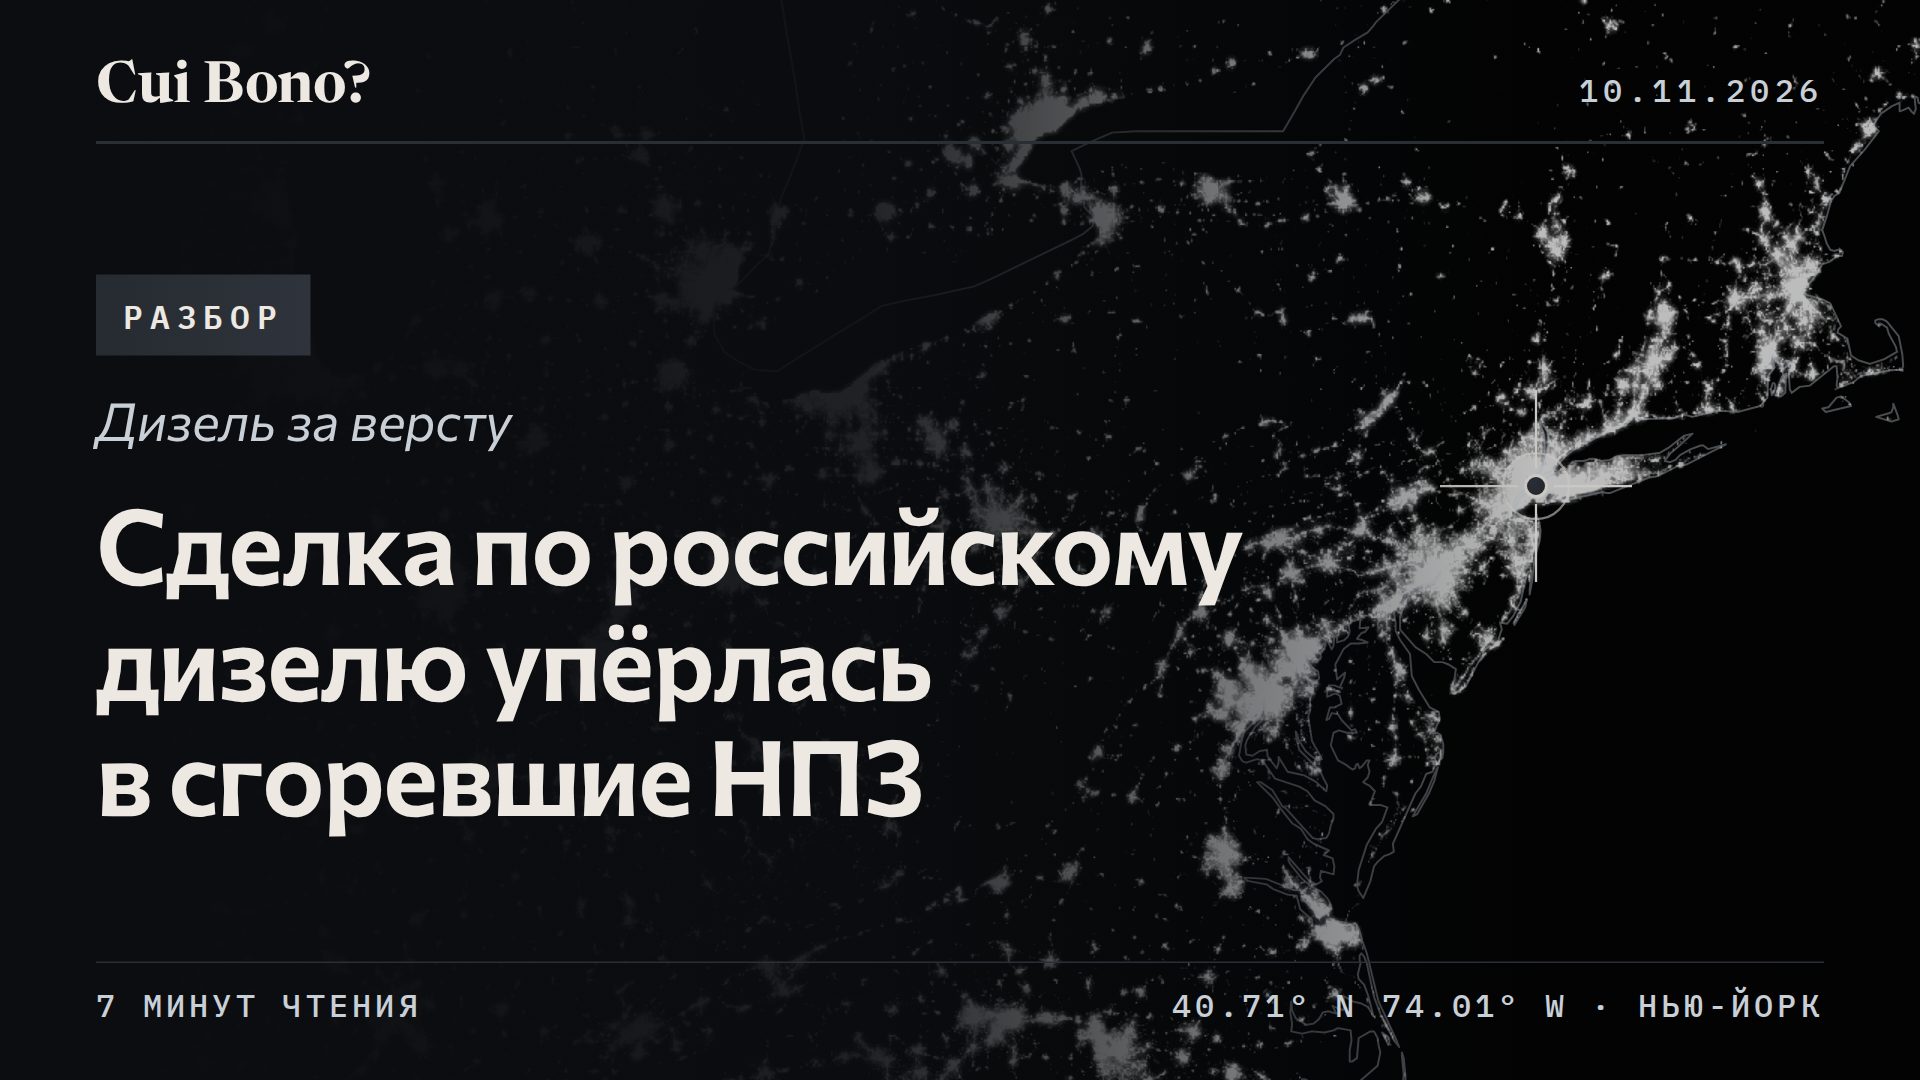 Cui Bono?
10.11.2026
РАЗБОР
Дизель за версту
Сделка по российскому
дизелю упёрлась
в сгоревшие НПЗ
7 МИНУТ ЧТЕНИЯ
40.71° N 74.01° W · НЬЮ-ЙОРК